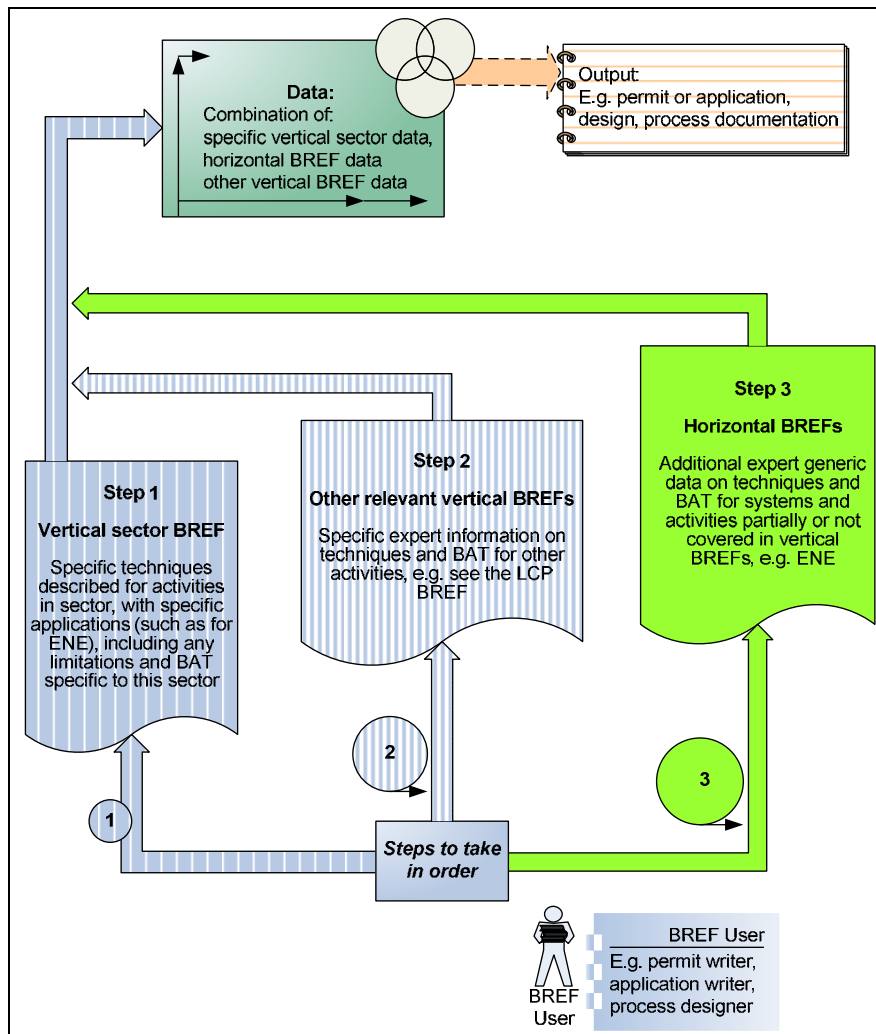 Data:
Combination of:
specific vertical sector data,
horizontal BREF data
other vertical BREF data
Output:
E.g. permit or application,
design, process documentation
Step 1
Vertical sector BREF
Specific techniques
described for activities
in sector, with specific
applications (such as for
ENE), including any
limitations and BAT
specific to this sector
Step 2
Other relevant vertical BREFs
Specific expert information on
techniques and BAT for other
activities, e.g. see the LCP
BREF
Step 3
Horizontal BREFs
Additional expert generic
data on techniques and
BAT for systems and
activities partially or not
covered in vertical
BREFs, e.g. ENE
1
2
3
Steps to take
in order
BREF
User
BREF User
E.g. permit writer,
application writer,
process designer